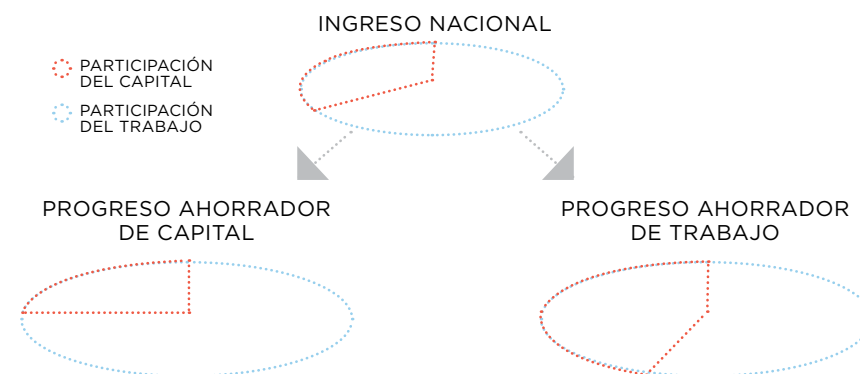 INGRESO NACIONAL
PARTICIPACIÓN
DEL CAPITAL
PARTICIPACIÓN
DEL TRABAJO
PROGRESO AHORRADOR
DE CAPITAL
PROGRESO AHORRADOR
DE TRABAJO